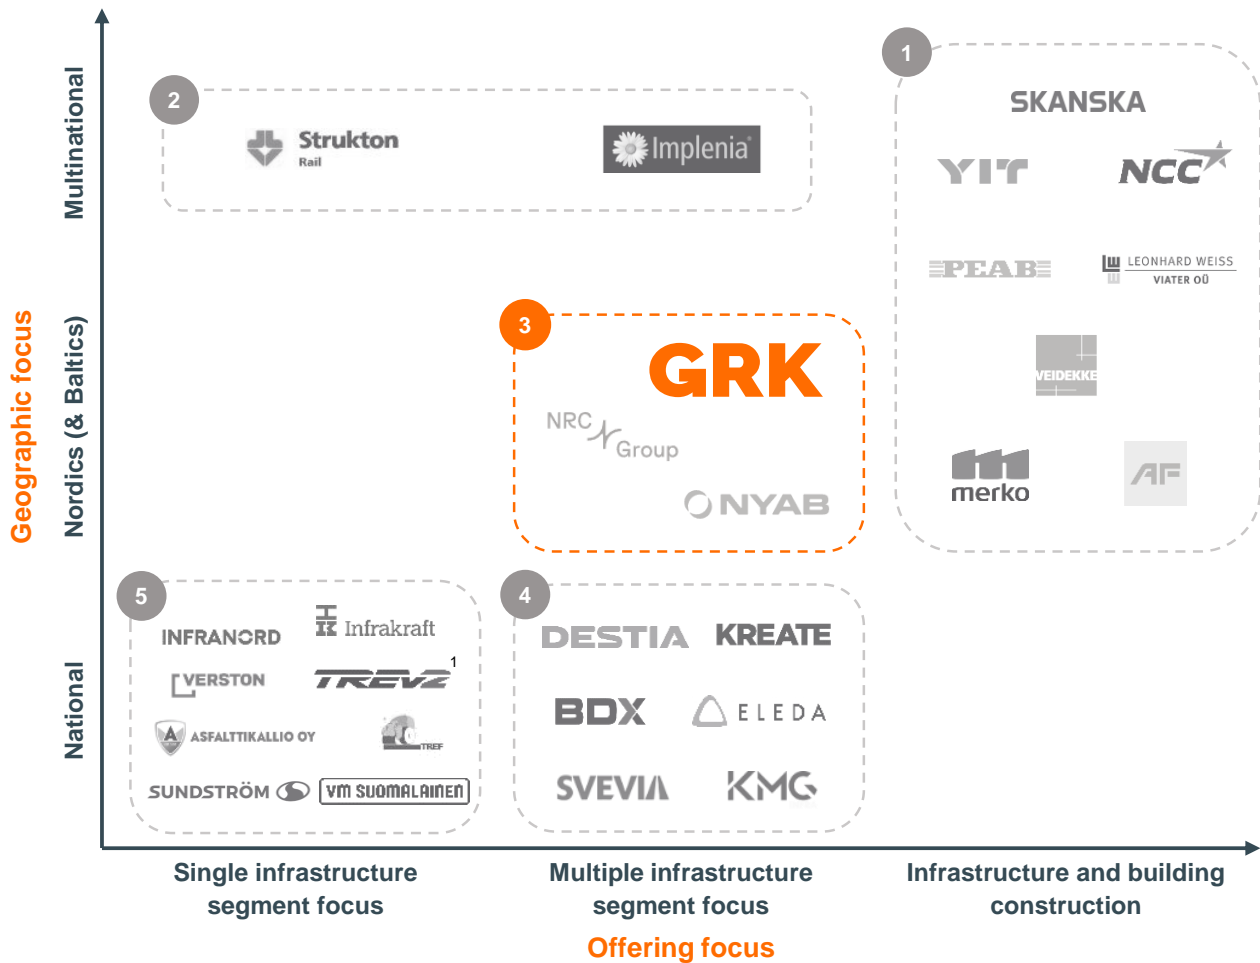 Geographic focus
Multinational
Nordics (& Baltics)
National
1
SKANSKA
YIT
NCC
PEAB
LEONHARD WEISS
VIATER OÜ
VEIDEKKE
merko
AF
2
Strukton
Rail
Implenia
3
GRK
NRC
Group
NYAB
5
INFRANORD
Infrakraft
VERSTON
TREV2 1
ASFALTTIKALLIO OY
TREF
SUNDSTRÖM
VM SUOMALAINEN
4
DESTIA
KREATE
BDX
ELEDA
SVEVIA
KMG
Single infrastructure
segment focus
Multiple infrastructure
segment focus
Infrastructure and building
construction
Offering focus